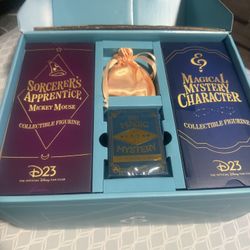 SORCERER'S
APPRENTICE
MICKEY MOUSE
COLLECTIBLE FIGURINE
D23
THE OFFICIAL DISNEY FAN CLUB
MYSTERY
&
MAGICAL
MYSTERY
CHARACTER
COLLECTIBLE FIGURINE
D23
THE OFFICIAL DISNEY FAN CLUB